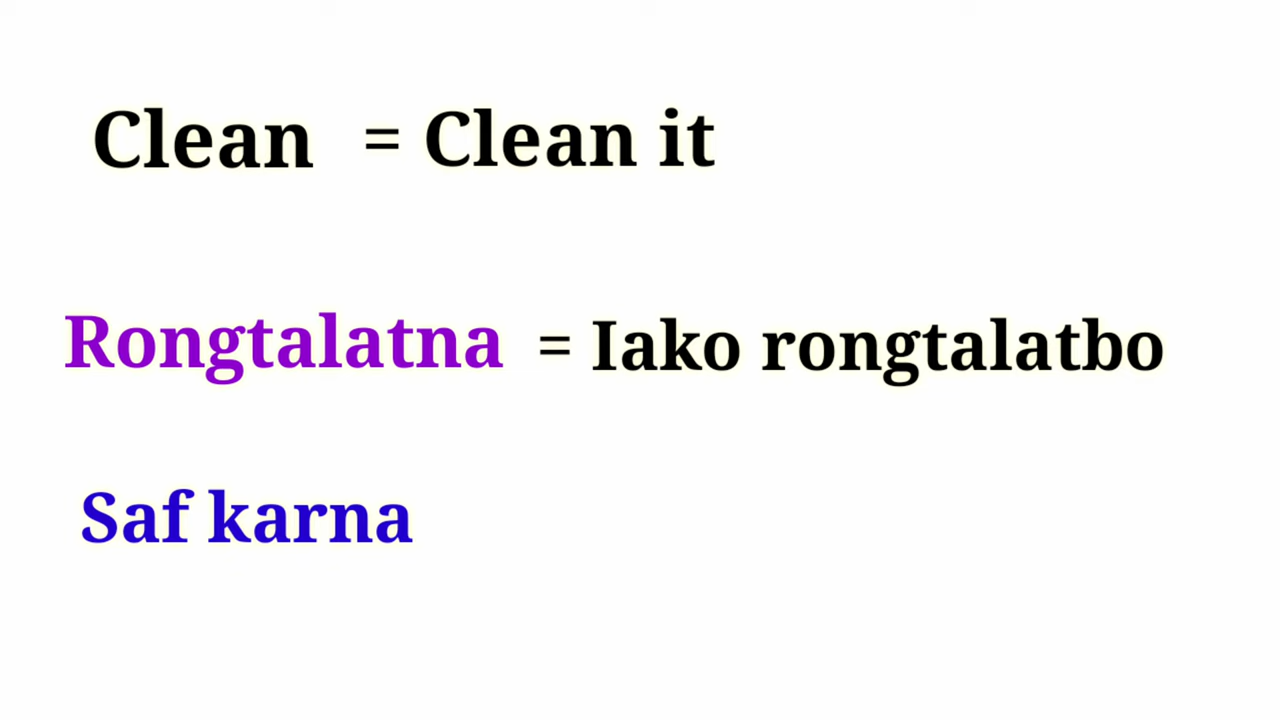 Clean = Clean it
Rongtalatna = Iako rongtalatbo
Saf karna